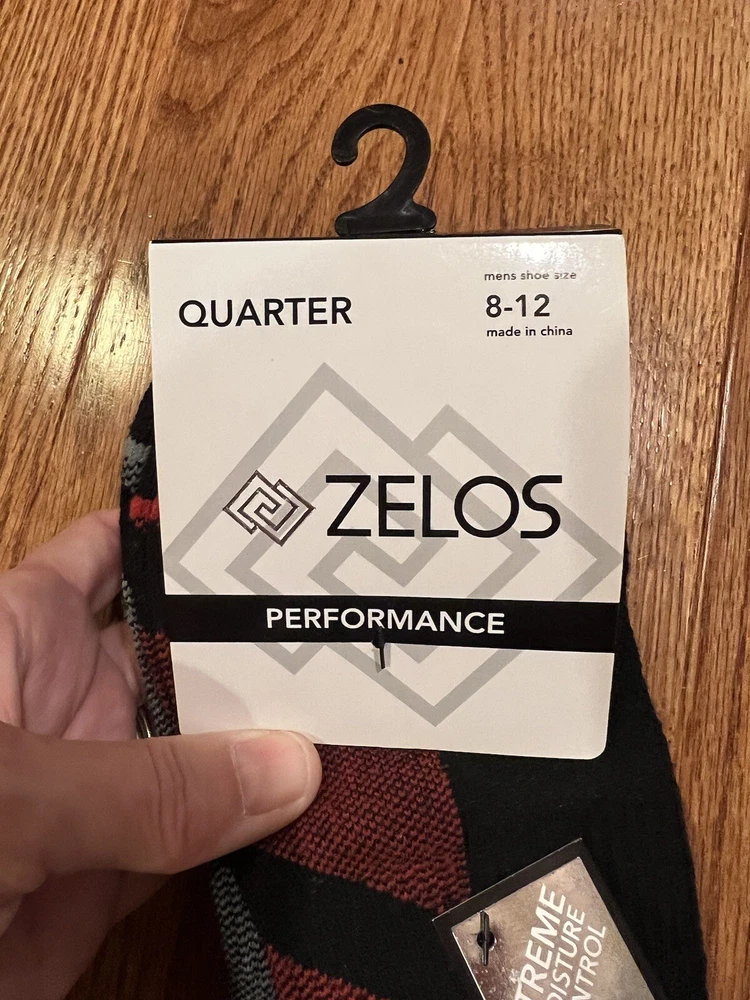 QUARTER
mens shoe size
8-12
made in china
ZELOS
PERFORMANCE